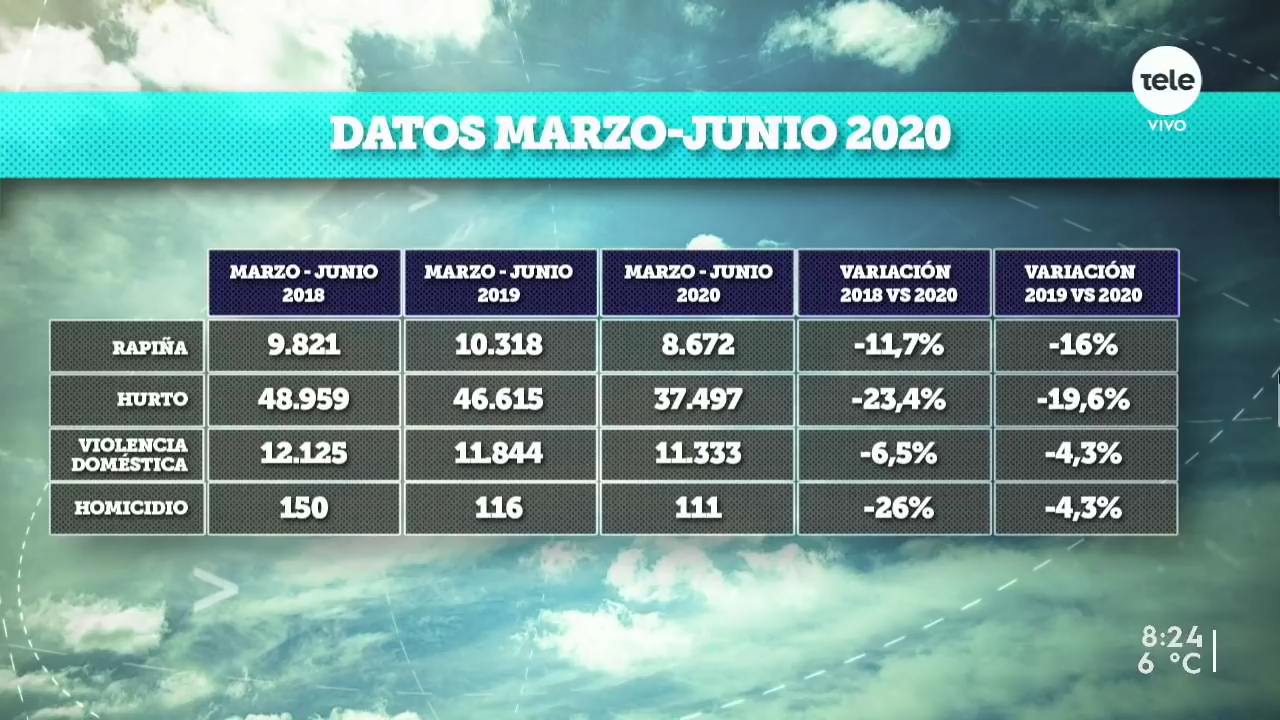 tele
VIVO
DATOS MARZO-JUNIO 2020
MARZO - JUNIO 2018
MARZO - JUNIO 2019
MARZO - JUNIO 2020
VARIACIÓN 2018 VS 2020
VARIACIÓN 2019 VS 2020
RAPIÑA 9.821 10.318 8.672 -11,7% -16%
HURTO 48.959 46.615 37.497 -23,4% -19,6%
VIOLENCIA DOMÉSTICA 12.125 11.844 11.333 -6,5% -4,3%
HOMICIDIO 150 116 111 -26% -4,3%
8:24
6 °C